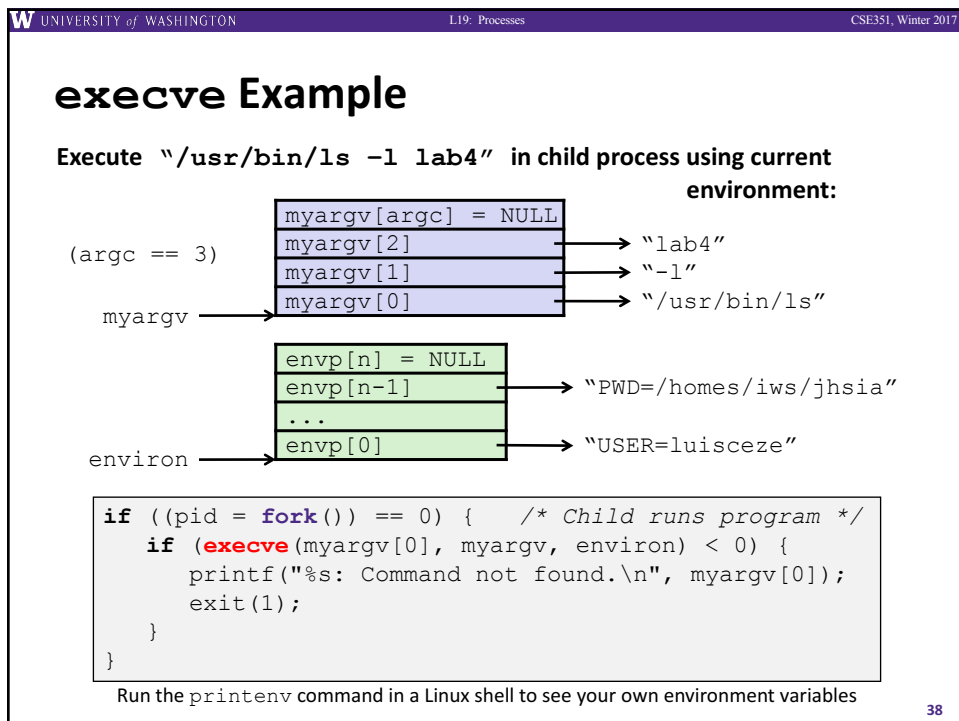 W UNIVERSITY of WASHINGTON L19: Processes CSE351, Winter 2017
execve Example
Execute “/usr/bin/ls –l lab4” in child process using current
environment:
myargv[argc] = NULL
(argc == 3)
myargv[2] “lab4”
myargv[1] “-l”
myargv[0] “/usr/bin/ls”
myargv
envp[n] = NULL
envp[n-1] “PWD=/homes/iws/jhsia”
...
envp[0] “USER=luisceze”
environ
if ((pid = fork()) == 0) { /* Child runs program */
if (execve(myargv[0], myargv, environ) < 0) {
printf("%s: Command not found.\n", myargv[0]);
exit(1);
}
}
Run the printenv command in a Linux shell to see your own environment variables
38